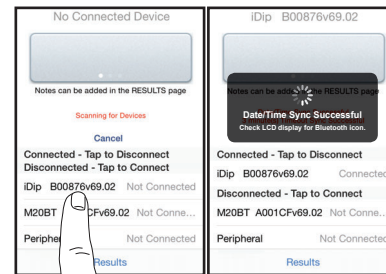 No Connected Device
Notes can be added in the RESULTS page
Scanning for Devices
Cancel
Connected - Tap to Disconnect
Disconnected - Tap to Connect
iDip B00876v69.02 Not Connected
M20BT CFv69.02 Not Conne...
Peripher Not Connected
Results
iDip B00876v69.02
Notes can be added in the RESULTS page
Date/Time Sync Successful
Check LCD display for Bluetooth icon.
Connected - Tap to Disconnect
iDip B00876v69.02 Connected
Disconnected - Tap to Connect
M20BT A001CFv69.02 Not Conne...
Peripheral Not Connected
Results